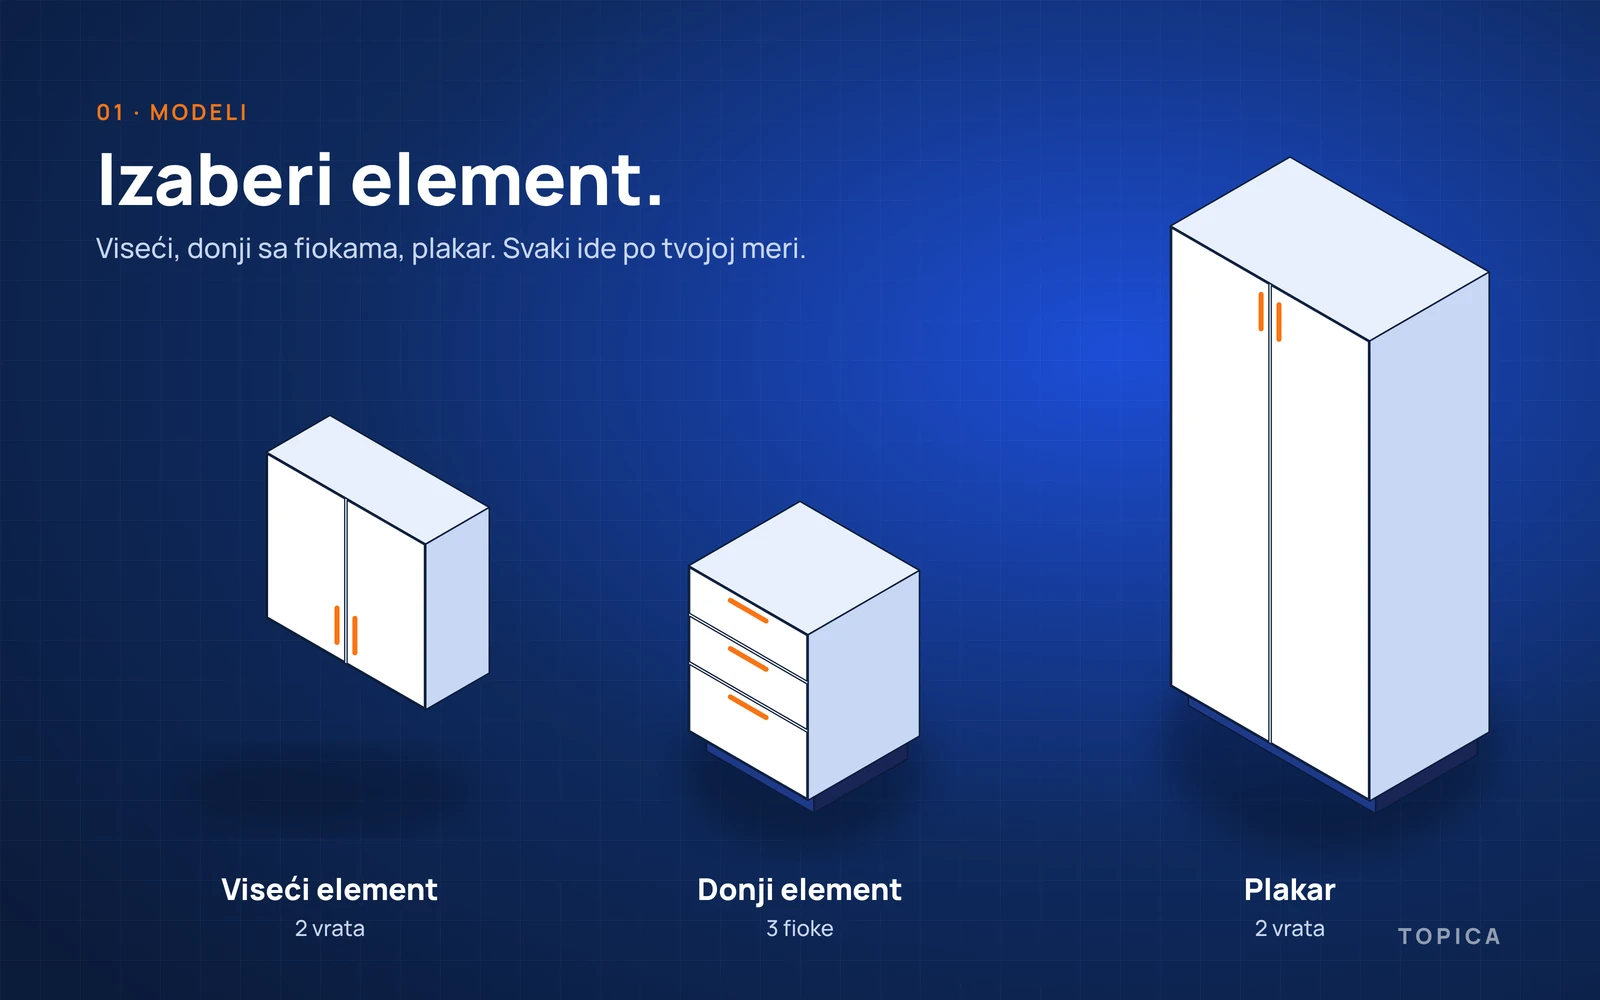 01 · MODELI
Izaberi element.
Viseći, donji sa fiokama, plakar. Svaki ide po tvojoj meri.
Viseći element
2 vrata
Donji element
3 fioke
Plakar
2 vrata
TOPICA